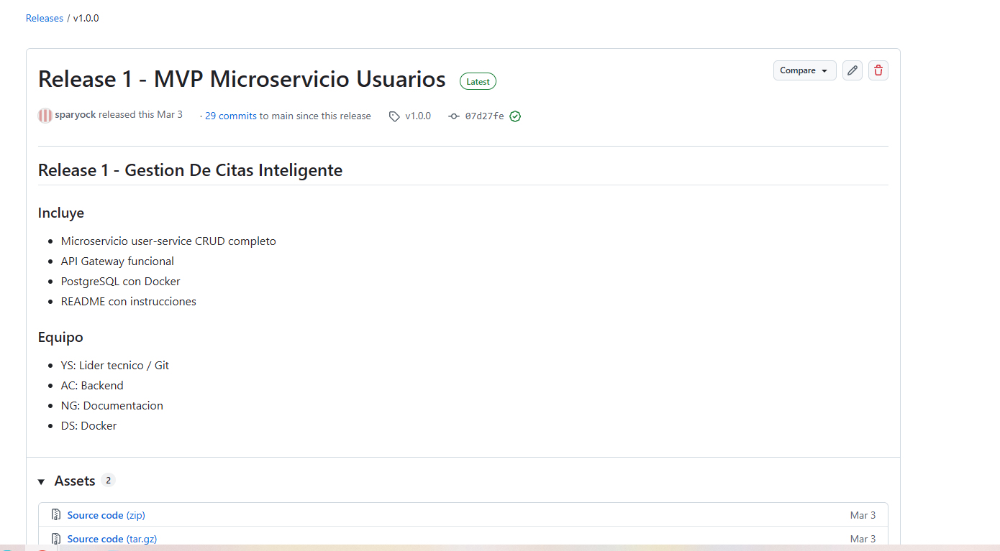 Releases / v1.0.0
Release 1 - MVP Microservicio Usuarios Latest
Compare
sparyock released this Mar 3 · 29 commits to main since this release v1.0.0 07d27fe
Release 1 - Gestion De Citas Inteligente
Incluye
Microservicio user-service CRUD completo
API Gateway funcional
PostgreSQL con Docker
README con instrucciones
Equipo
YS: Lider tecnico / Git
AC: Backend
NG: Documentacion
DS: Docker
Assets 2
Source code (zip) Mar 3
Source code (tar.gz) Mar 3